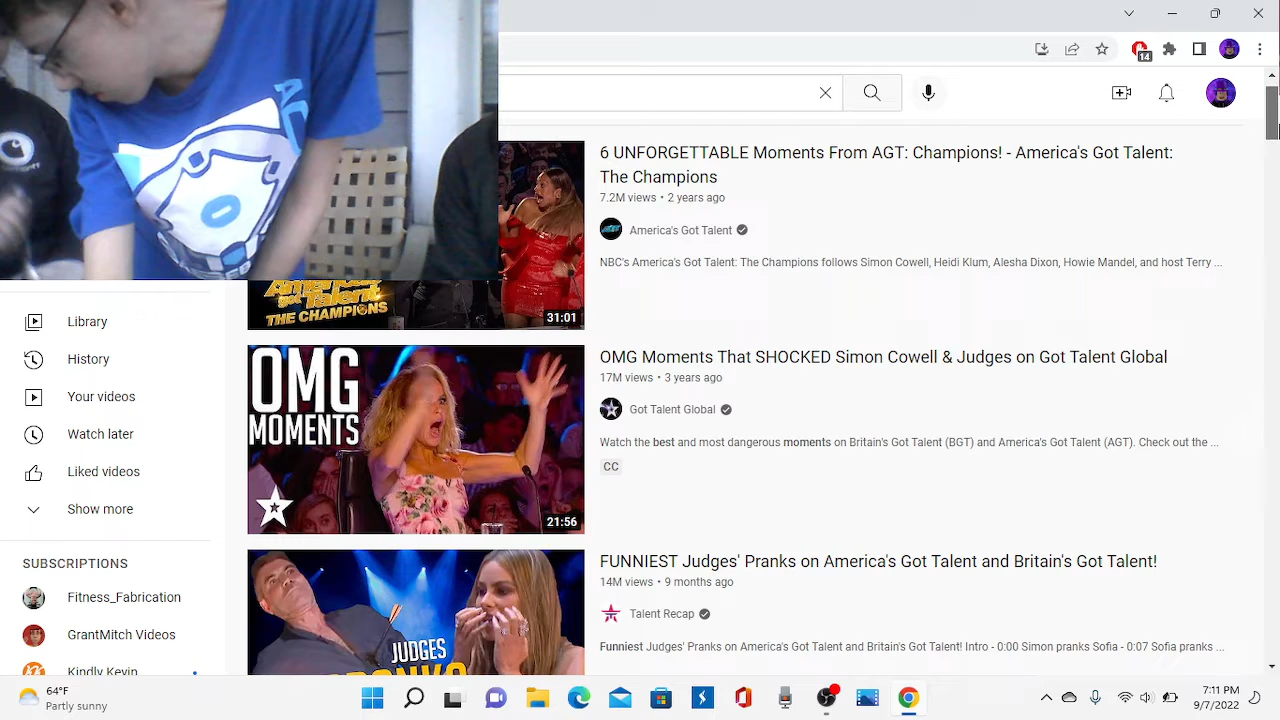 14
6 UNFORGETTABLE Moments From AGT: Champions! - America's Got Talent:
The Champions
7.2M views • 2 years ago
America's Got Talent
NBC's America's Got Talent: The Champions follows Simon Cowell, Heidi Klum, Alesha Dixon, Howie Mandel, and host Terry ...
got Talent
THE CHAMPIONS
31:01
Library
History
Your videos
Watch later
Liked videos
Show more
SUBSCRIPTIONS
Fitness_Fabrication
GrantMitch Videos
Kindly Kevin
OMG
MOMENTS
21:56
OMG Moments That SHOCKED Simon Cowell & Judges on Got Talent Global
17M views • 3 years ago
Got Talent Global
Watch the best and most dangerous moments on Britain's Got Talent (BGT) and America's Got Talent (AGT). Check out the ...
CC
JUDGES
FUNNIEST Judges' Pranks on America's Got Talent and Britain's Got Talent!
14M views • 9 months ago
Talent Recap
Funniest Judges' Pranks on America's Got Talent and Britain's Got Talent! Intro - 0:00 Simon pranks Sofia - 0:07 Sofia pranks ...
64°F
Partly sunny
7:11 PM
9/7/2022